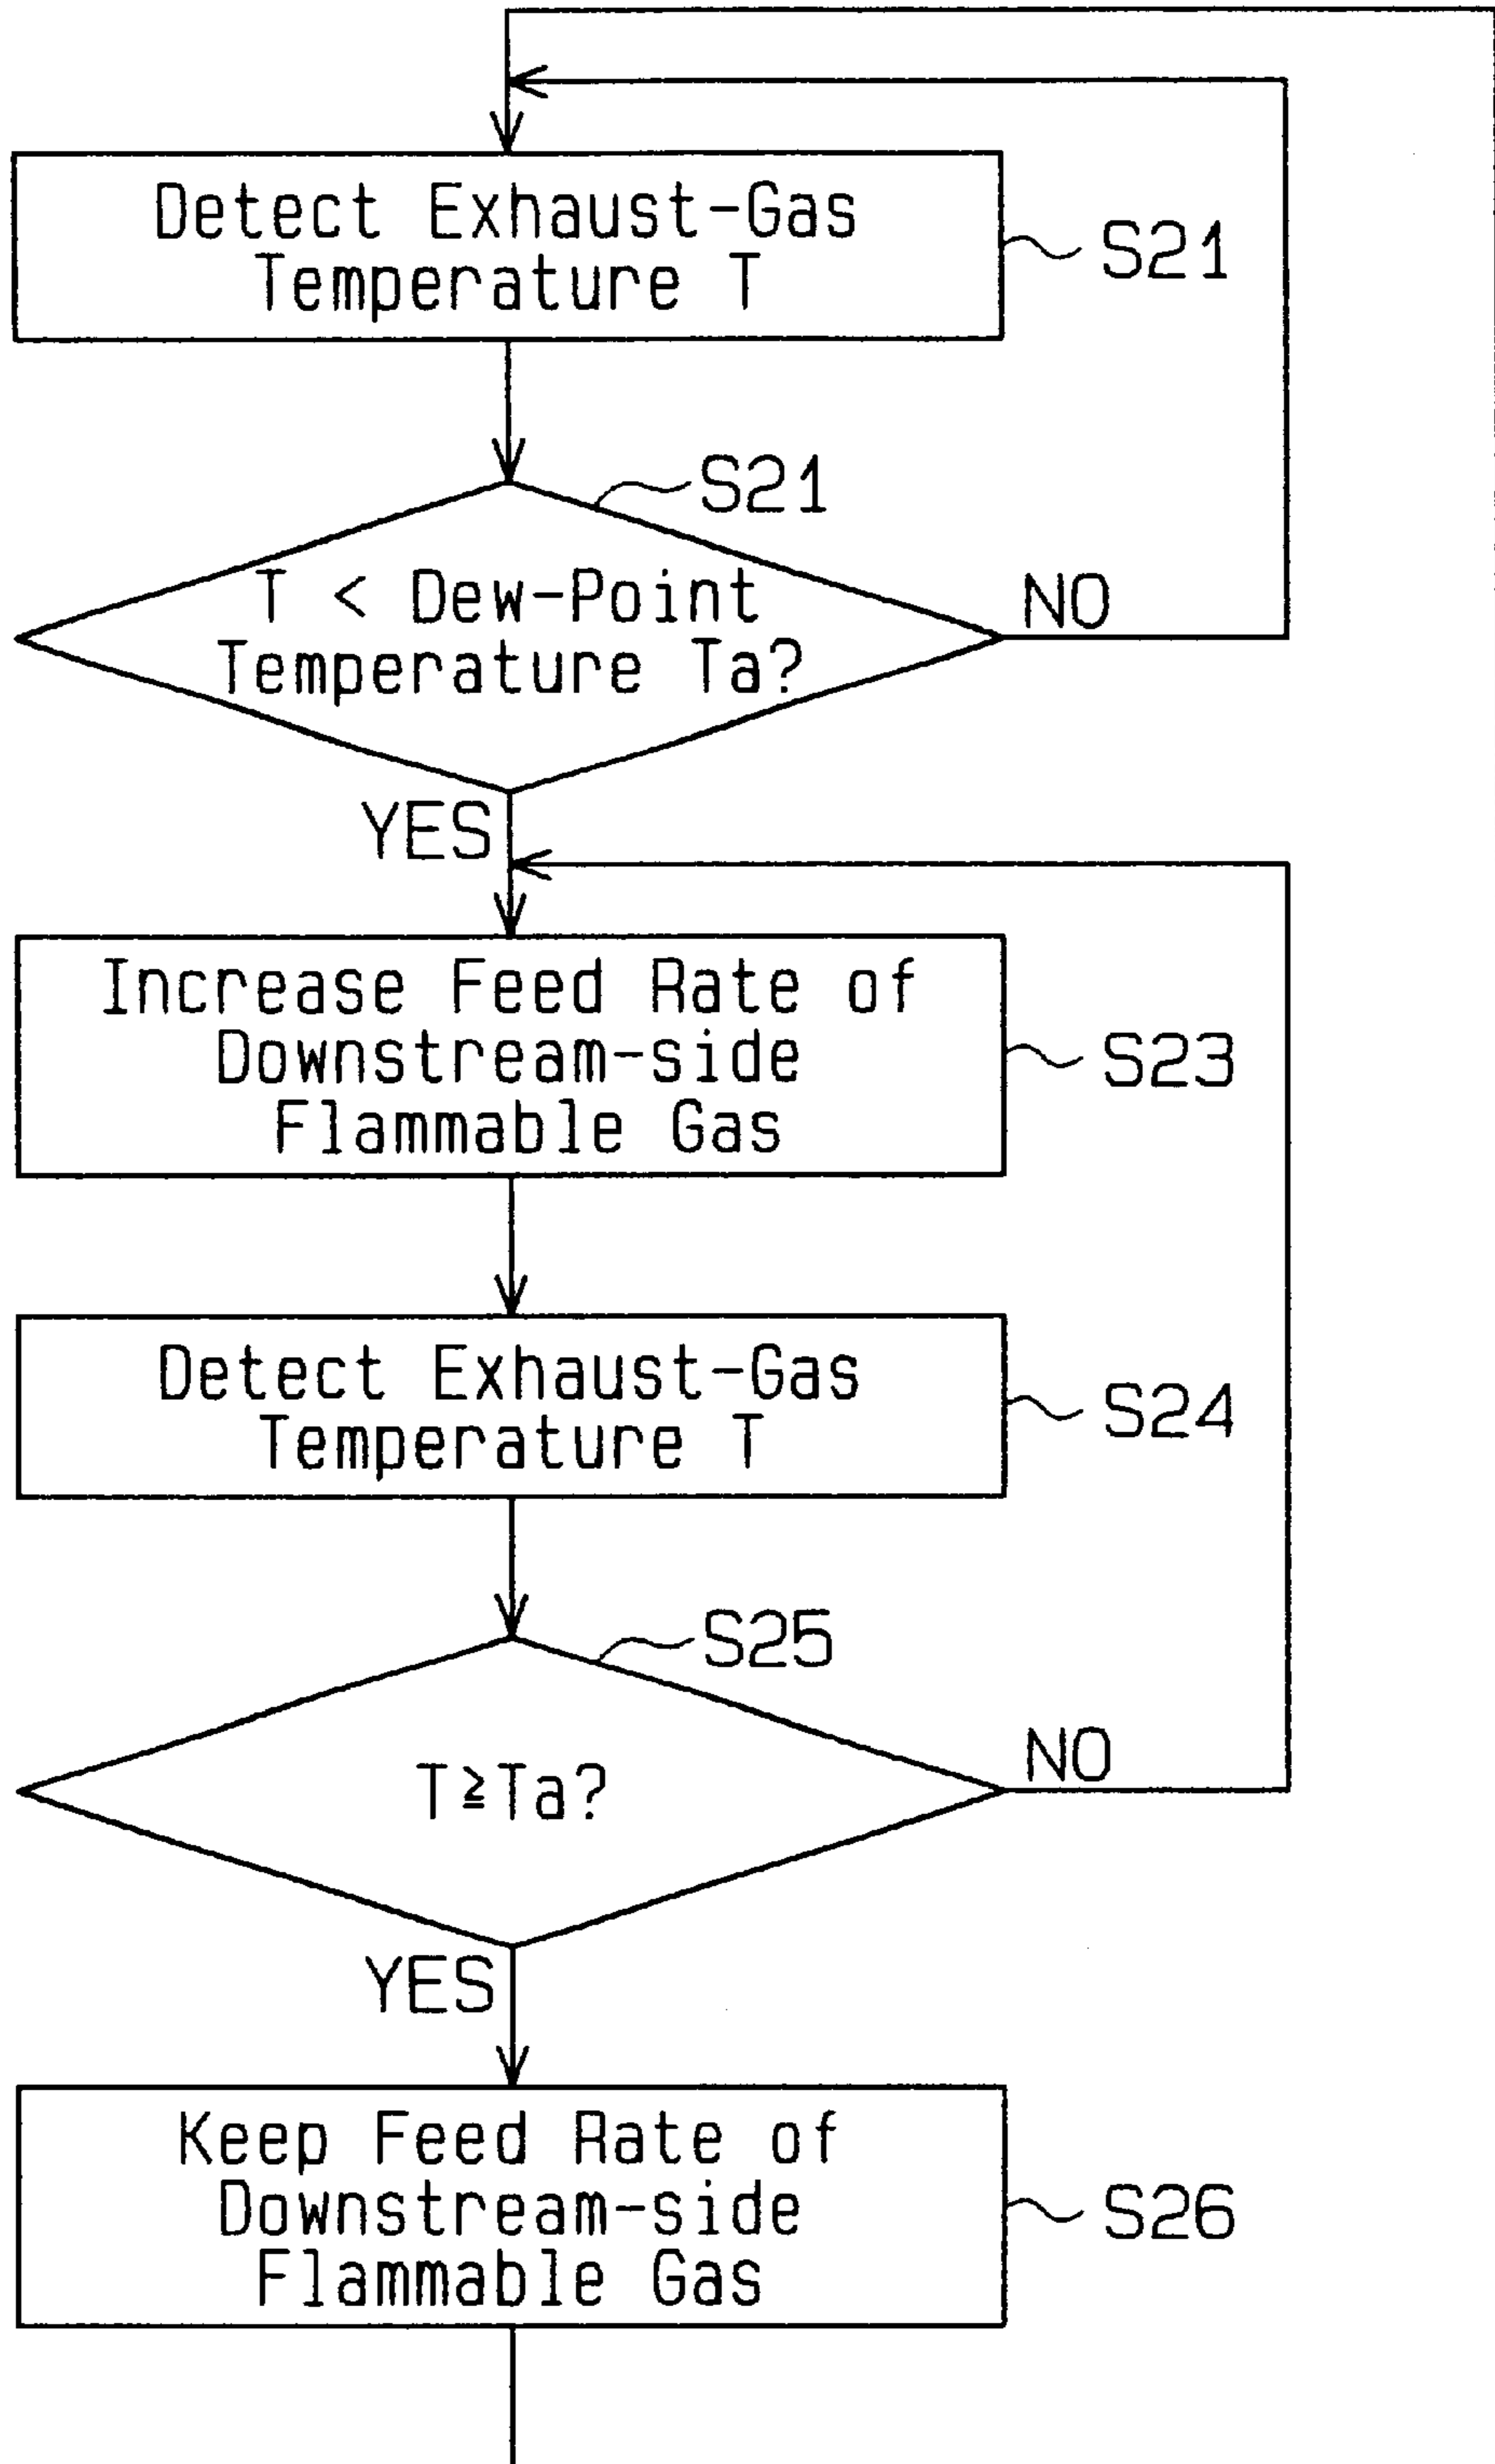 Detect Exhaust-Gas
Temperature T
S21
S21
T < Dew-Point
Temperature Ta?
NO
YES
Increase Feed Rate of
Downstream-side
Flammable Gas
S23
Detect Exhaust-Gas
Temperature T
S24
S25
T≧Ta?
NO
YES
Keep Feed Rate of
Downstream-side
Flammable Gas
S26